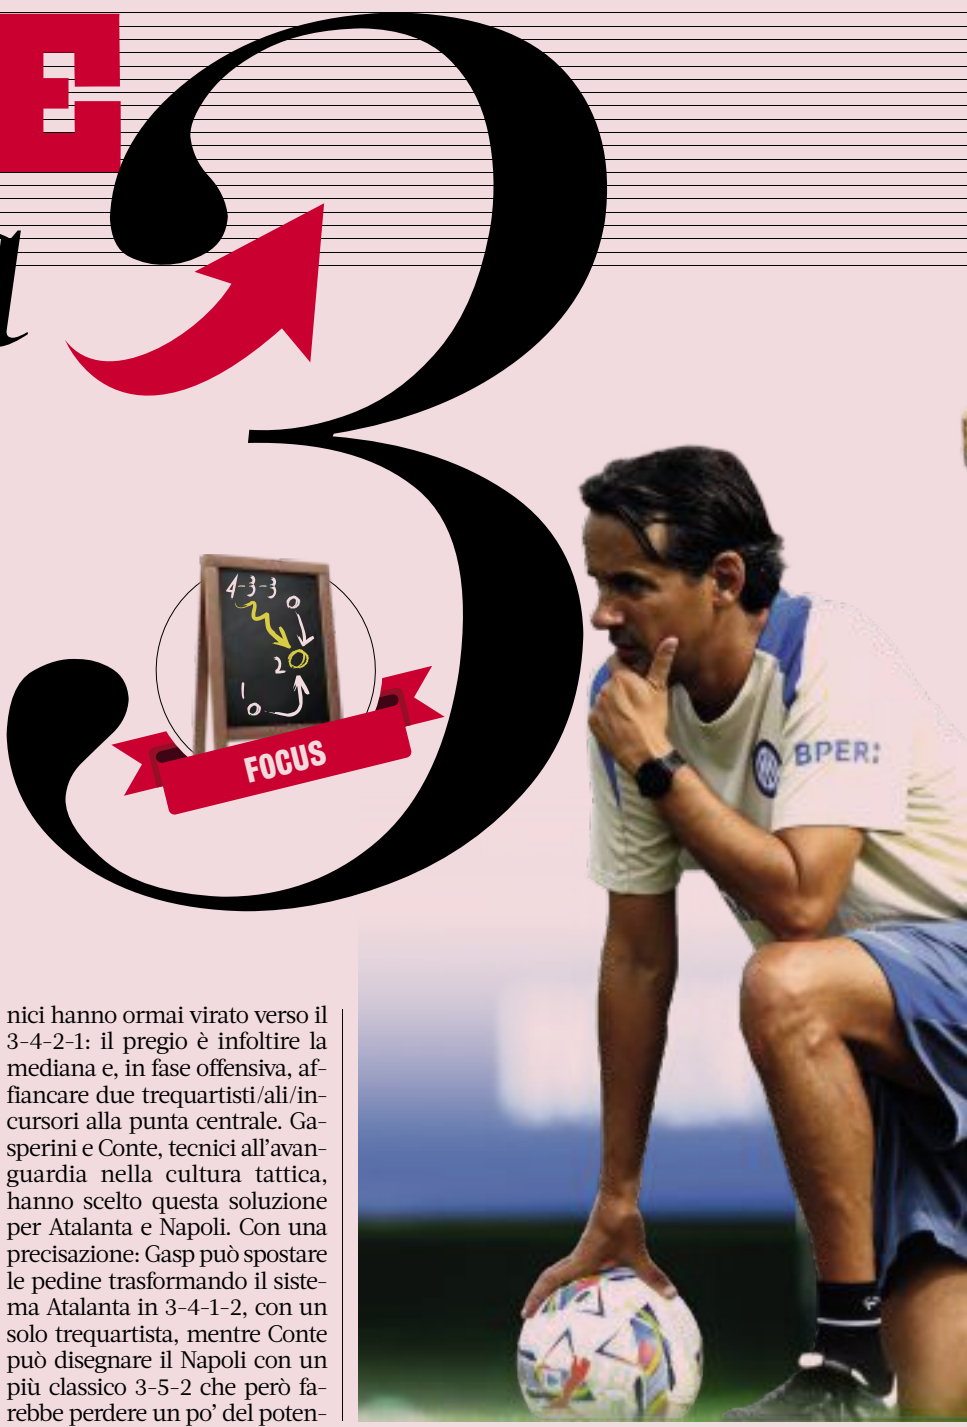 E
3
4-3-3
2
1
FOCUS
BPER:
nici hanno ormai virato verso il
3-4-2-1: il pregio è infoltire la
mediana e, in fase offensiva, af-
fiancare due trequartisti/ali/in-
cursori alla punta centrale. Ga-
sperini e Conte, tecnici all'avan-
guardia nella cultura tattica,
hanno scelto questa soluzione
per Atalanta e Napoli. Con una
precisazione: Gasp può spostare
le pedine trasformando il siste-
ma Atalanta in 3-4-1-2, con un
solo trequartista, mentre Conte
può disegnare il Napoli con un
più classico 3-5-2 che però fa-
rebbe perdere un po' del poten-